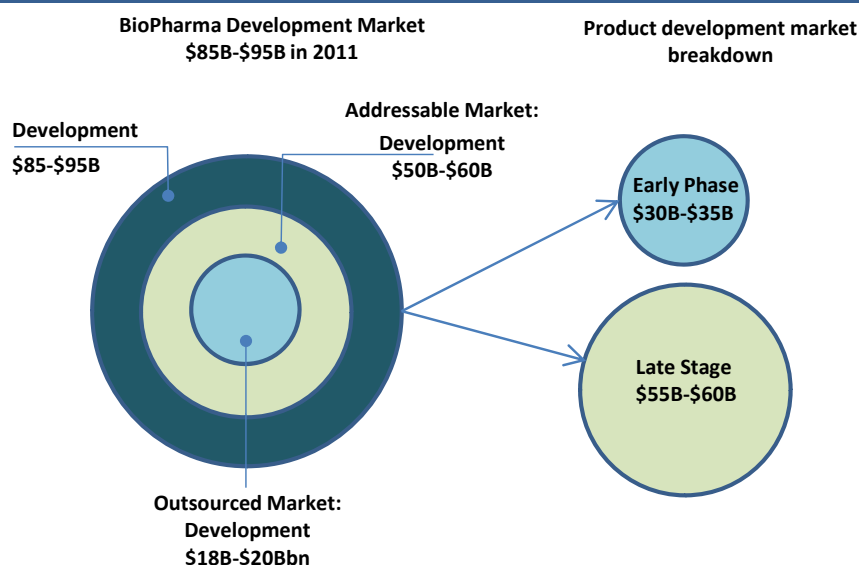 BioPharma Development Market
$85B-$95B in 2011
Product development market
breakdown
Development
$85-$95B
Addressable Market:
Development
$50B-$60B
Early Phase
$30B-$35B
Late Stage
$55B-$60B
Outsourced Market:
Development
$18B-$20Bbn